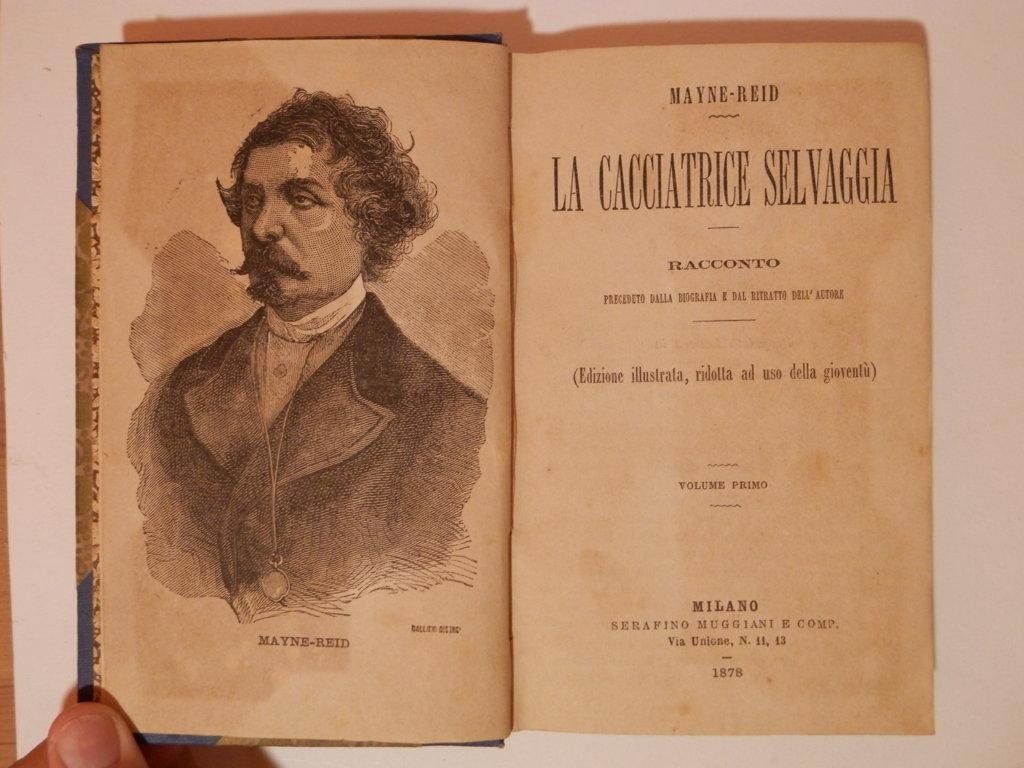 MAYNE-REID
MAYNE-REID
LA CACCIATRICE SELVAGGIA
RACCONTO
PRECEDUTO DALLA BIOGRAFIA E DAL RITRATTO DELL'AUTORE
(Edizione illustrata, ridotta ad uso della gioventù)
VOLUME PRIMO
MILANO
SERAFINO MUGGIANI E COMP.
Via Unione, N. 11, 13
1878